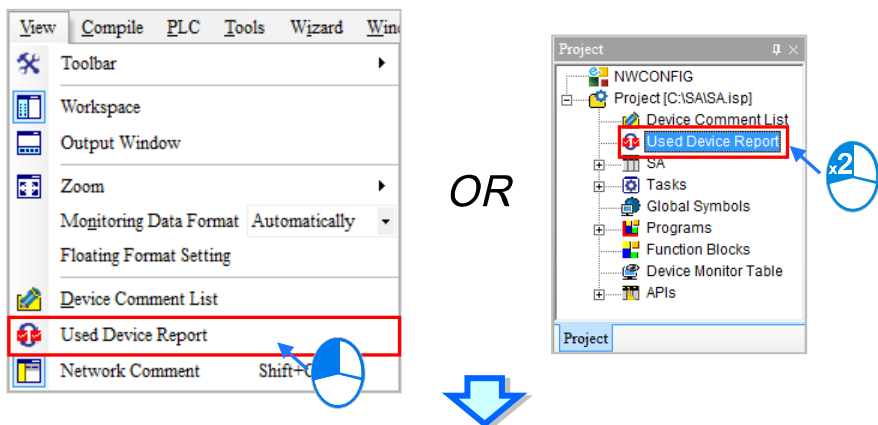 View Compile PLC Tools Wizard
Toolbar
Workspace
Output Window
Zoom
Monitoring Data Format Automatically
Floating Format Setting
Device Comment List
Used Device Report
Network Comment
OR
Project
NWCONFIG
Project [C:\SA\SA.isp]
Device Comment List
Used Device Report
SA
Tasks
Global Symbols
Programs
Function Blocks
Device Monitor Table
APIs
Project
x2